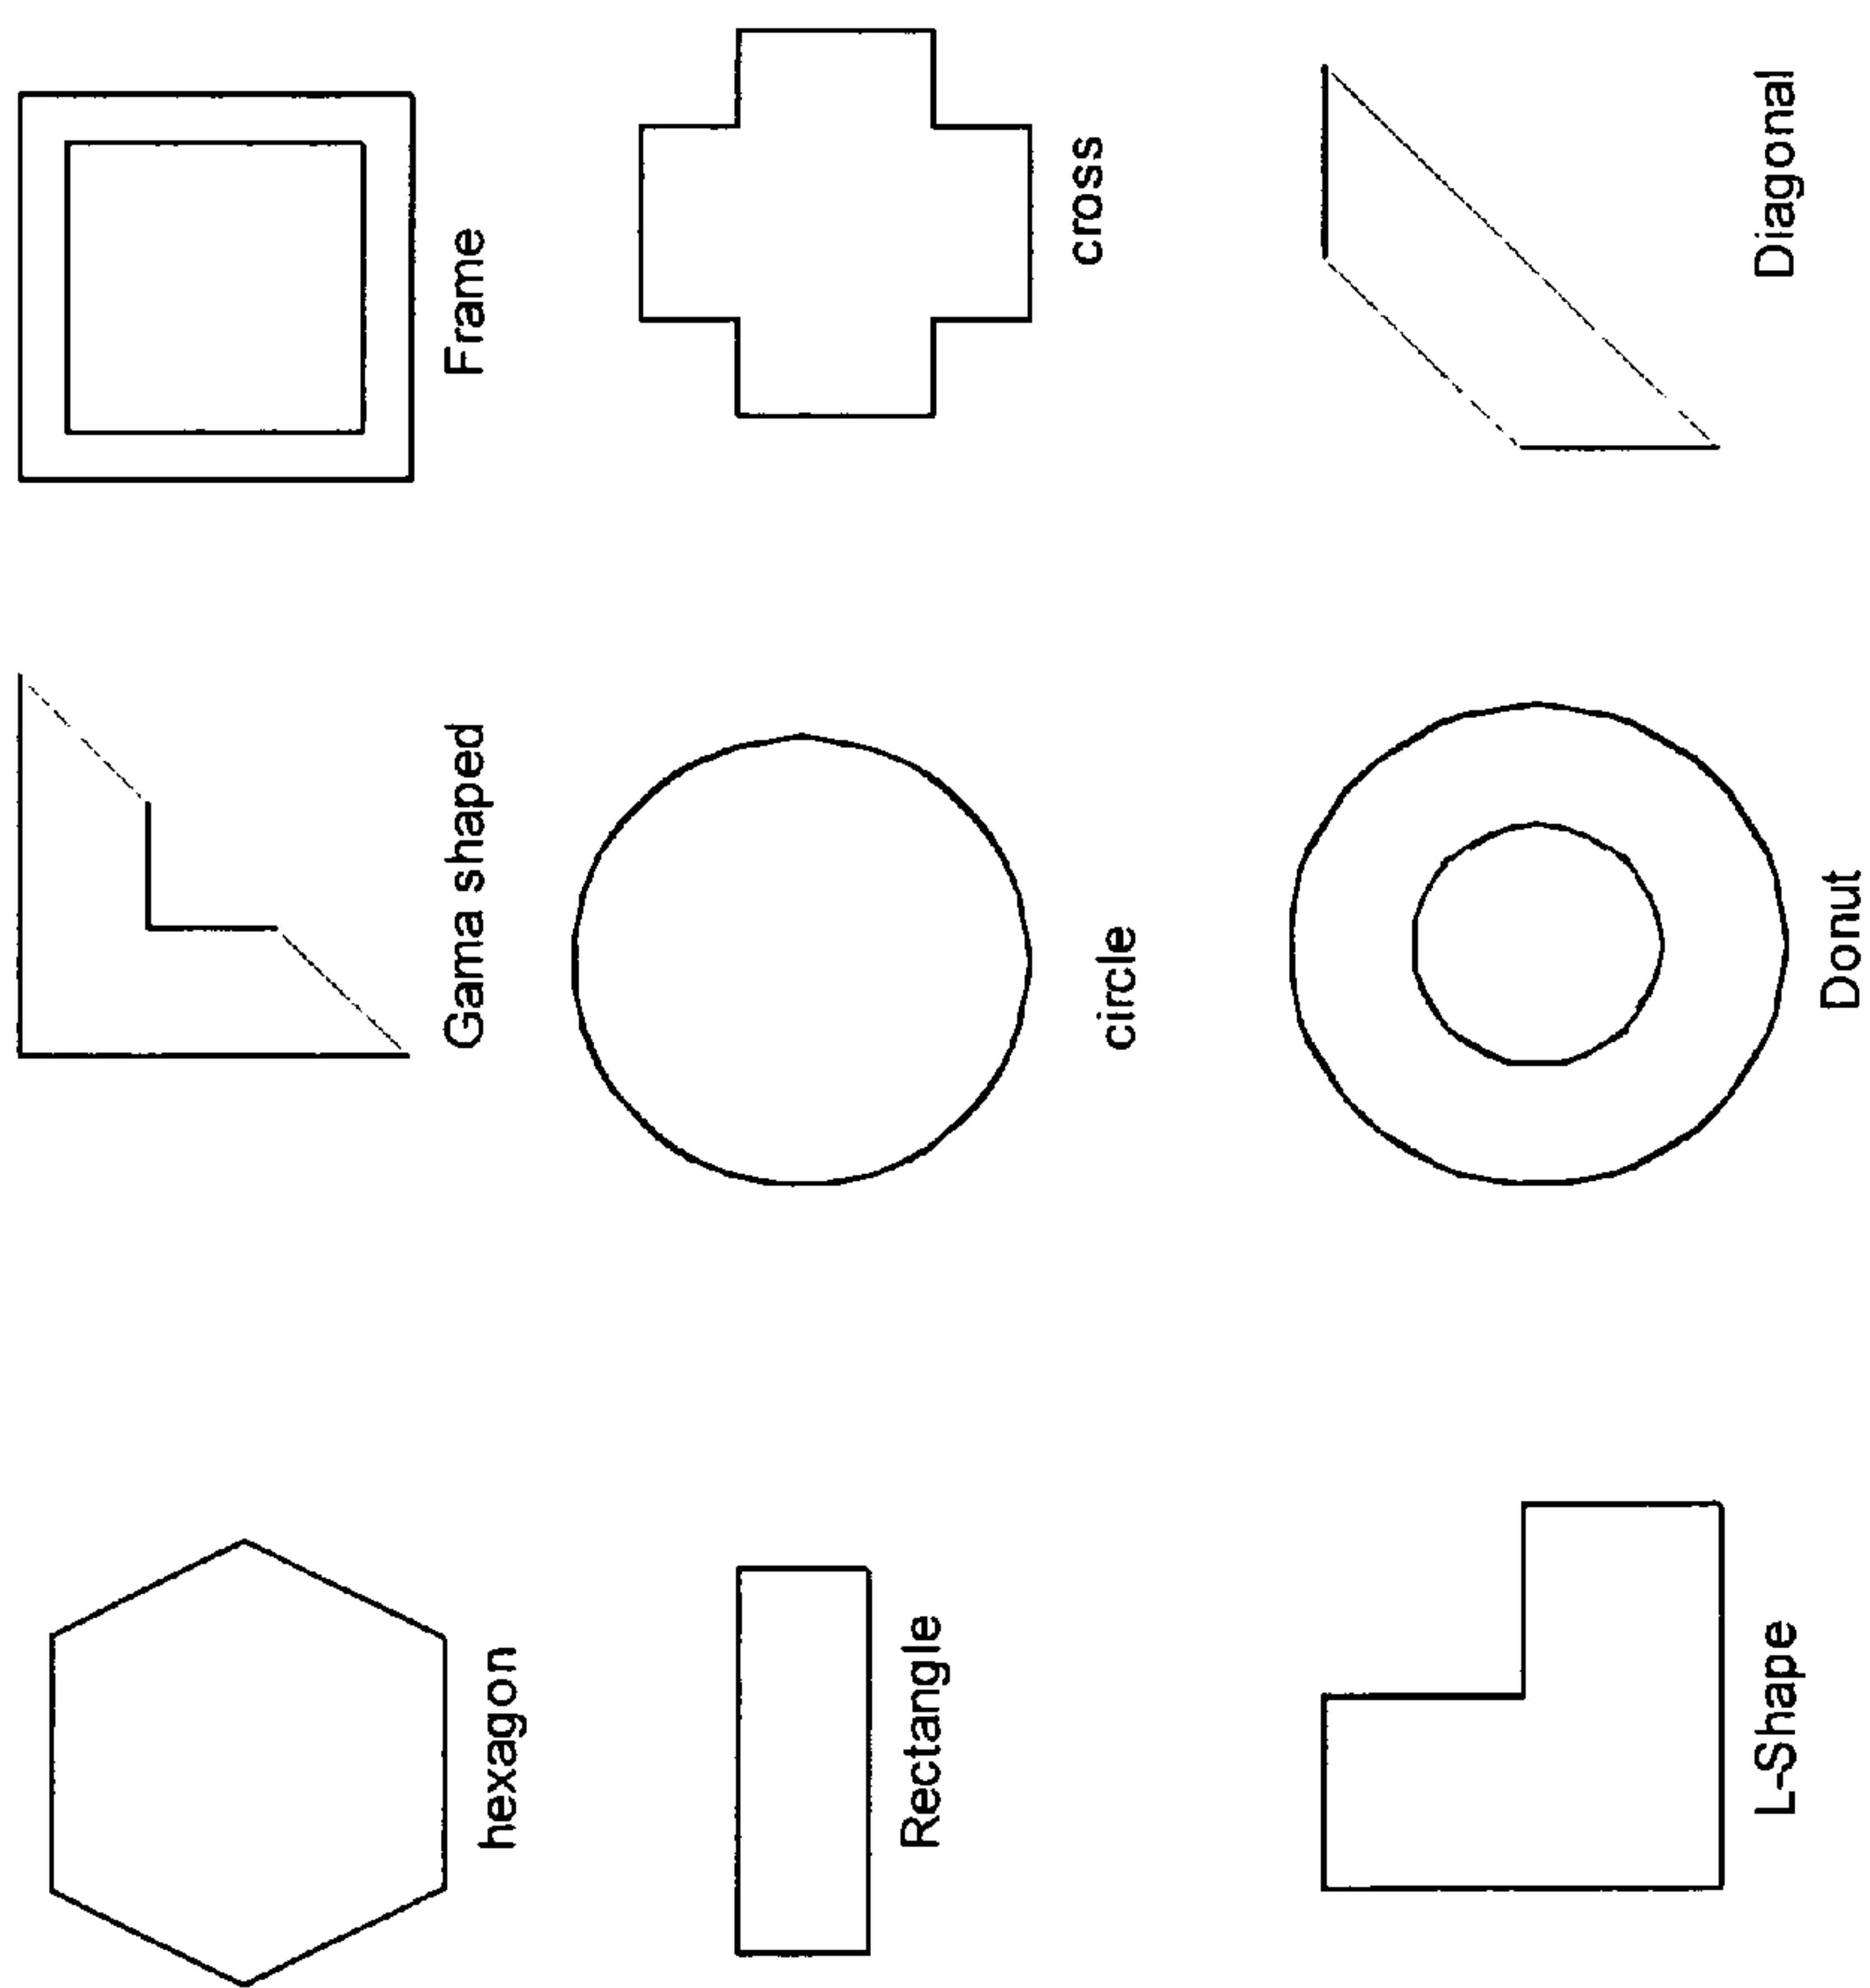 hexagon
Gama shaped
Frame
Rectangle
circle
cross
L-Shape
Donut
Diagonal